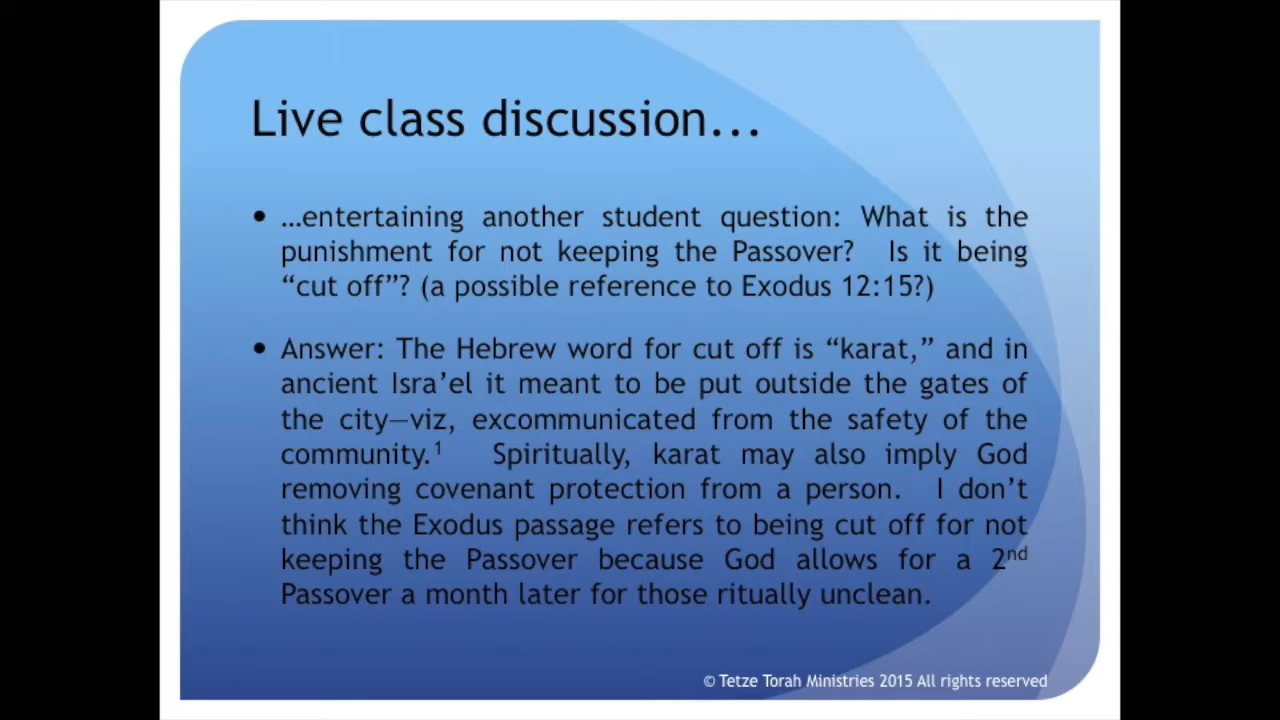 Live class discussion...
• …entertaining another student question: What is the
punishment for not keeping the Passover? Is it being
“cut off”? (a possible reference to Exodus 12:15?)
• Answer: The Hebrew word for cut off is “karat,” and in
ancient Isra’el it meant to be put outside the gates of
the city—viz, excommunicated from the safety of the
community.¹ Spiritually, karat may also imply God
removing covenant protection from a person. I don’t
think the Exodus passage refers to being cut off for not
keeping the Passover because God allows for a 2nd
Passover a month later for those ritually unclean.
© Tetze Torah Ministries 2015 All rights reserved